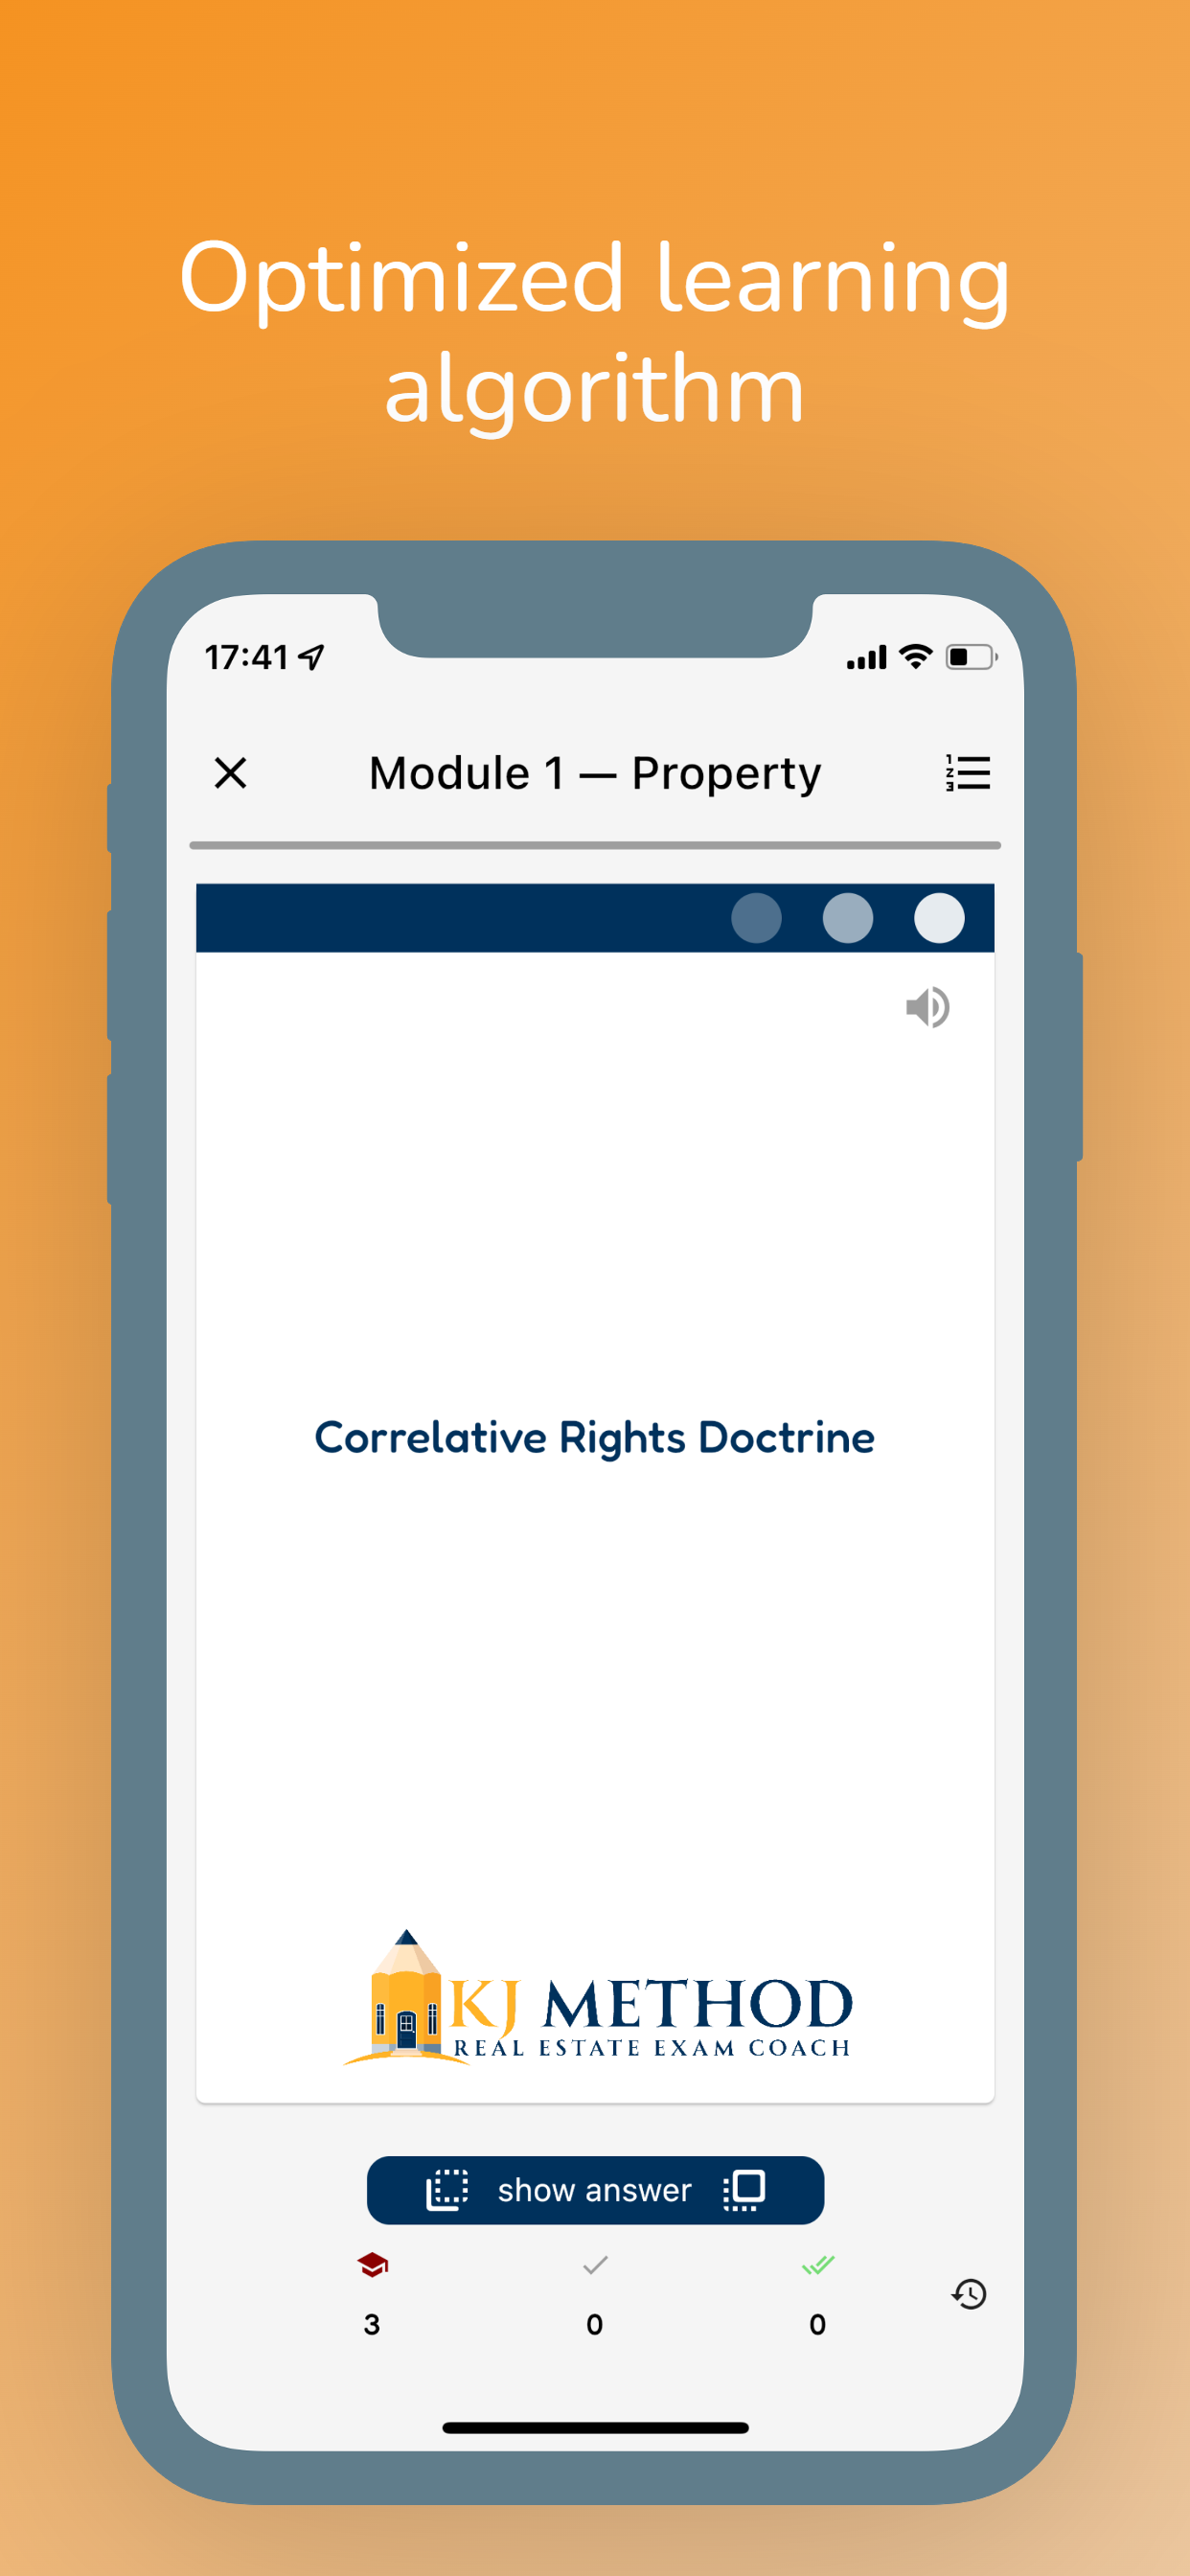 Optimized learning
algorithm
17:41
Module 1 — Property
Correlative Rights Doctrine
KJ METHOD
REAL ESTATE EXAM COACH
show answer
3
0
0